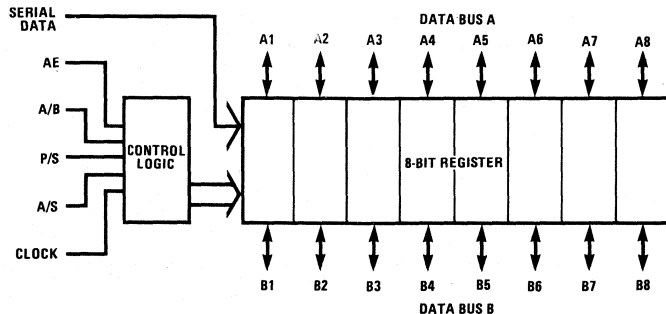 SERIAL
DATA
DATA BUS A
A1 A2 A3 A4 A5 A6 A7 A8
AE
A/B
P/S
A/S
CLOCK
CONTROL
LOGIC
8-BIT REGISTER
B1 B2 B3 B4 B5 B6 B7 B8
DATA BUS B